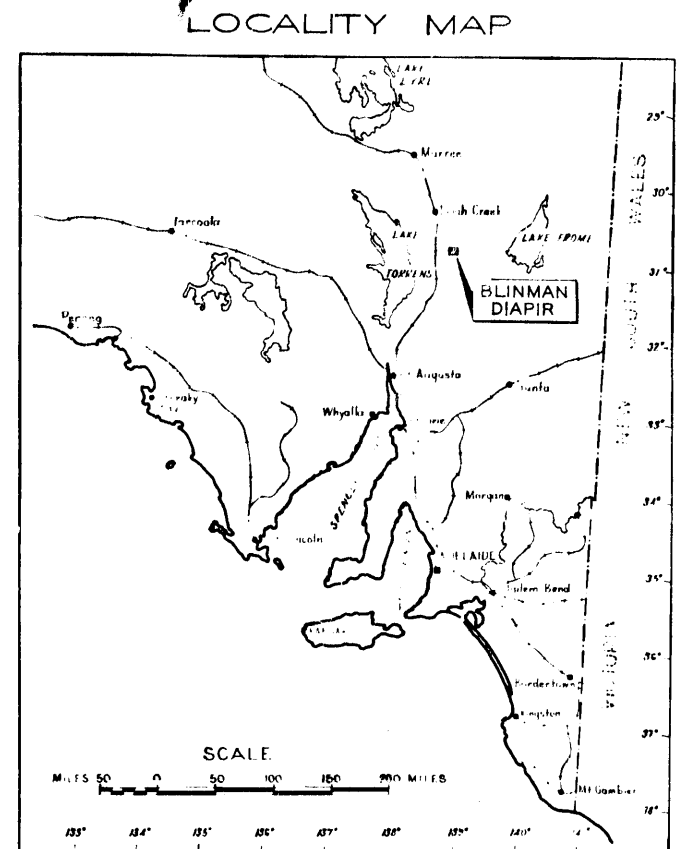 LOCALITY MAP
LAKE
29°
Marree
30°
WALES
Creek
Tarcoola
LAKE FROME
LAKE
TORRENS
31°
BLINMAN
DIAPIR
SOUTH
32°
Augusta
Whyalla
NEW
33°
Morgan
34°
ADELAIDE
35°
Bend
VICTORIA
36°
Bordertown
Kingston
37°
SCALE
MILES 50 0 50 100 150 200 MILES
Mt Gambier
133° 134° 135° 136° 137° 138° 139° 140°